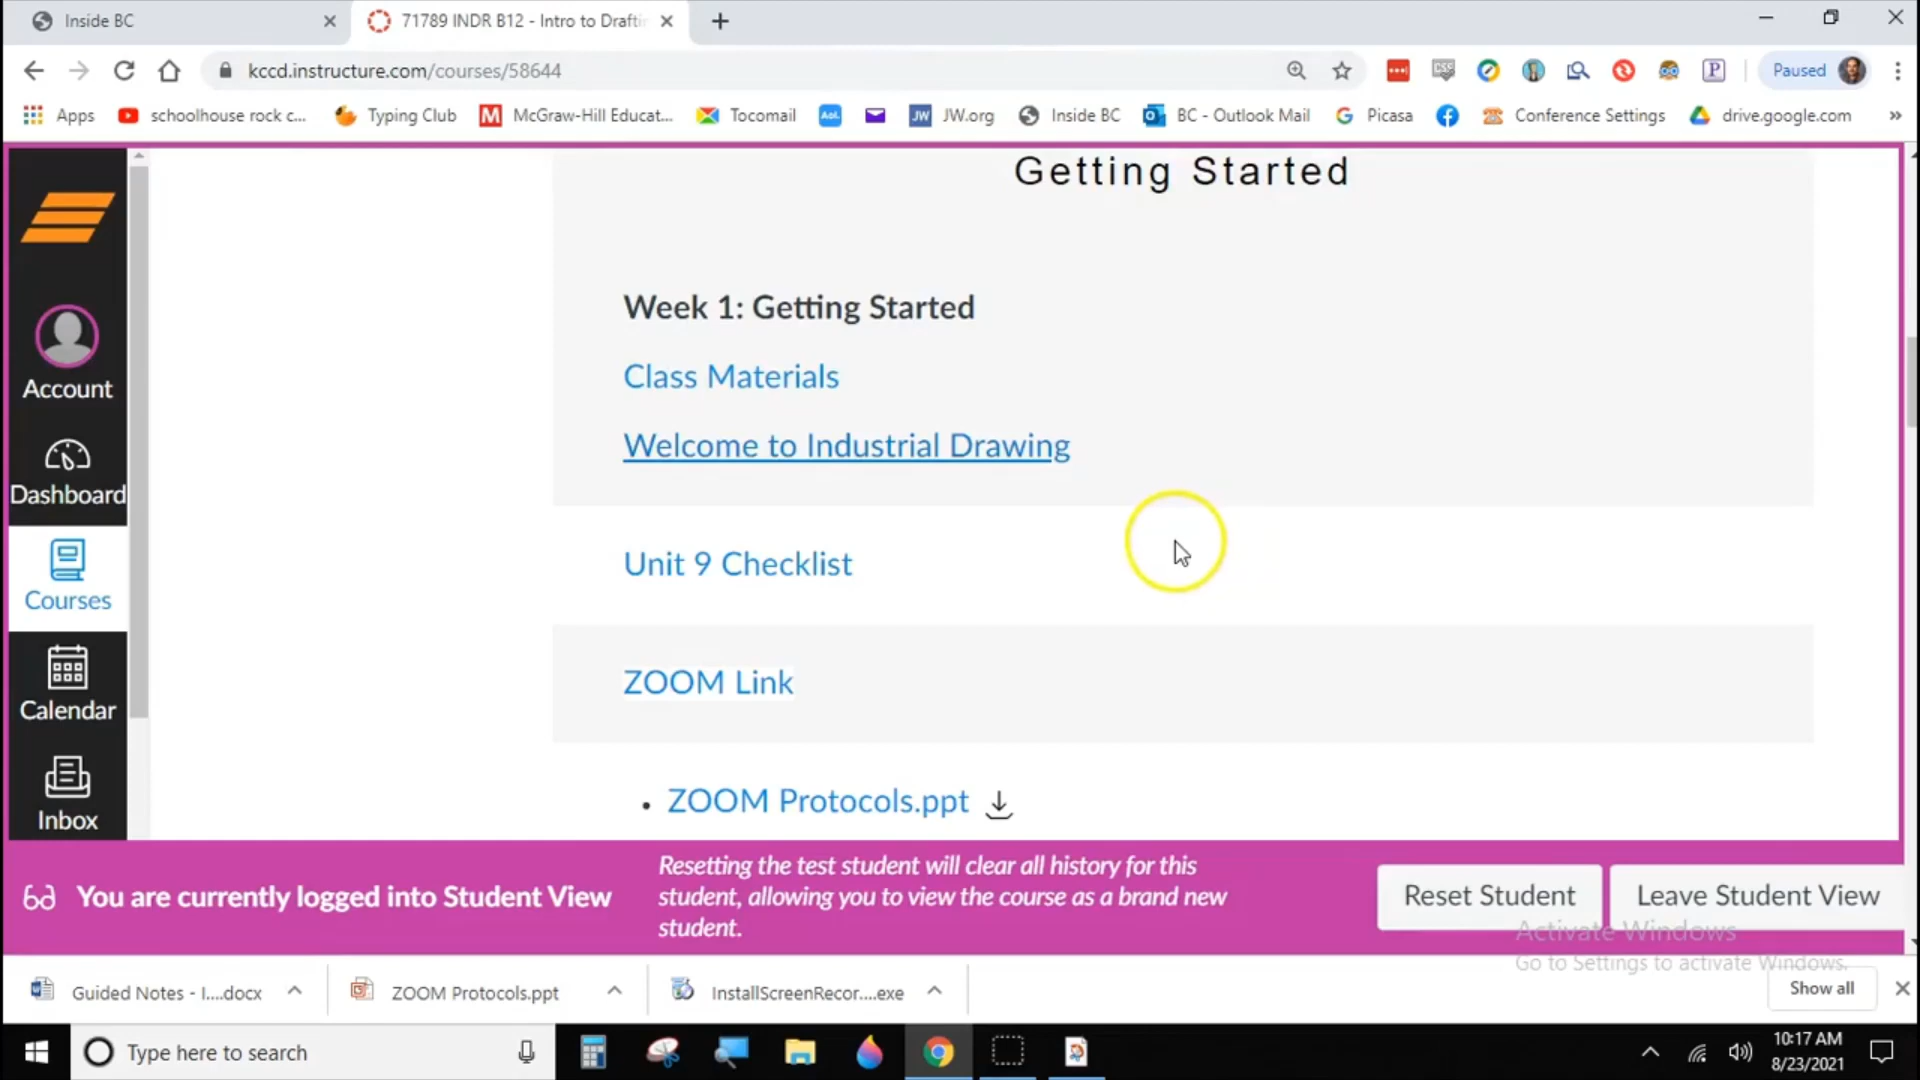 Inside BC
71789 INDR B12 - Intro to Drafti
kccd.instructure.com/courses/58644
Paused
Apps
schoolhouse rock c...
Typing Club
McGraw-Hill Educat...
Tocomail
Aol.
JW
JW.org
Inside BC
BC - Outlook Mail
Picasa
Conference Settings
drive.google.com
»
Getting Started
Week 1: Getting Started
Class Materials
Welcome to Industrial Drawing
Unit 9 Checklist
ZOOM Link
• ZOOM Protocols.ppt
Account
Dashboard
Courses
Calendar
Inbox
You are currently logged into Student View
Resetting the test student will clear all history for this
student, allowing you to view the course as a brand new
student.
Reset Student
Leave Student View
Activate Windows
Go to Settings to activate Windows.
Guided Notes - I....docx
ZOOM Protocols.ppt
InstallScreenRecor....exe
Show all
Type here to search
10:17 AM
8/23/2021